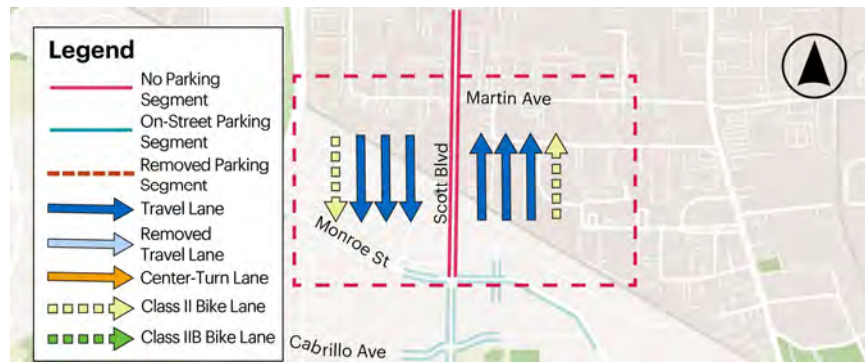 Legend
No Parking
Segment
On-Street Parking
Segment
Removed Parking
Segment
Travel Lane
Removed
Travel Lane
Center-Turn Lane
Class II Bike Lane
Class IIB Bike Lane
Martin Ave
Scott Blvd
Monroe St
Cabrillo Ave